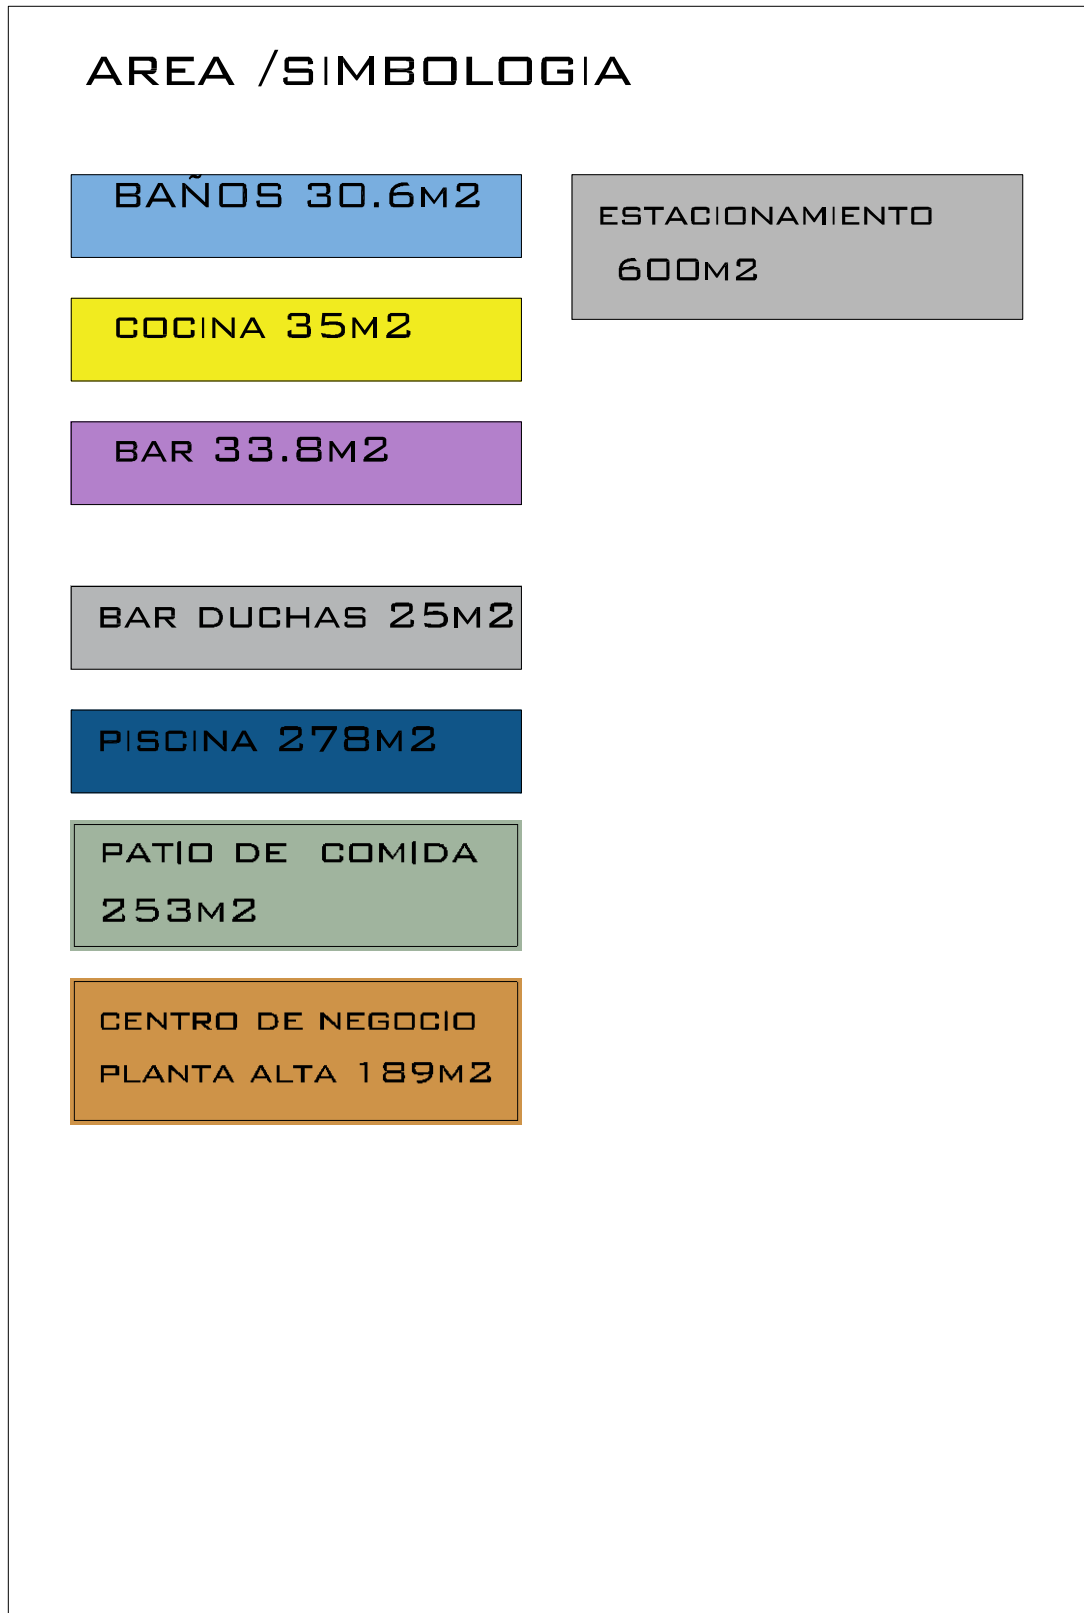 AREA /SIMBOLOGIA
BAÑOS 30.6M2
COCINA 35M2
BAR 33.8M2
BAR DUCHAS 25M2
PISCINA 278M2
PATIO DE COMIDA
253M2
CENTRO DE NEGOCIO
PLANTA ALTA 189M2
ESTACIONAMIENTO
600M2